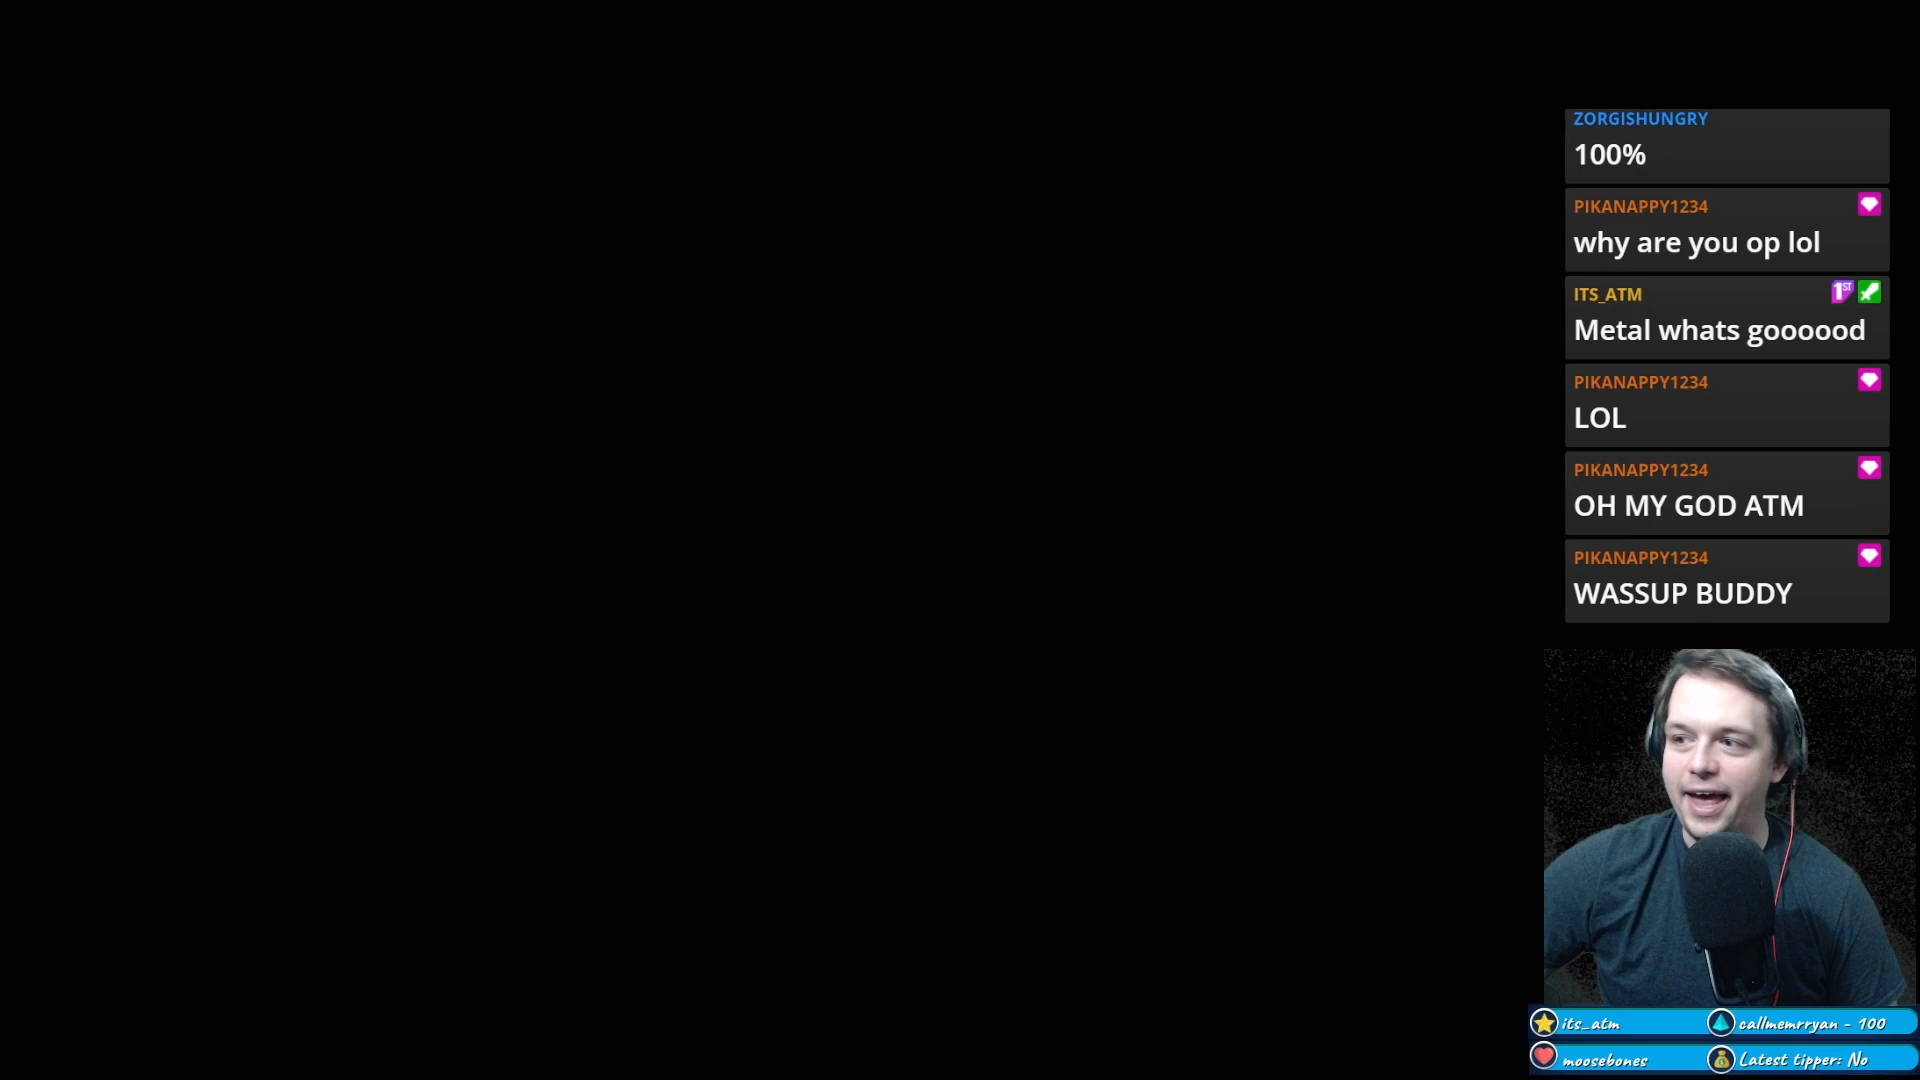 ZORGISHUNGRY
100%
PIKANAPPY1234
why are you op lol
ITS_ATM
1ST
Metal whats goooood
PIKANAPPY1234
LOL
PIKANAPPY1234
OH MY GOD ATM
PIKANAPPY1234
WASSUP BUDDY
its_atm
callmemrryan - 100
moosebones
Latest tipper: No